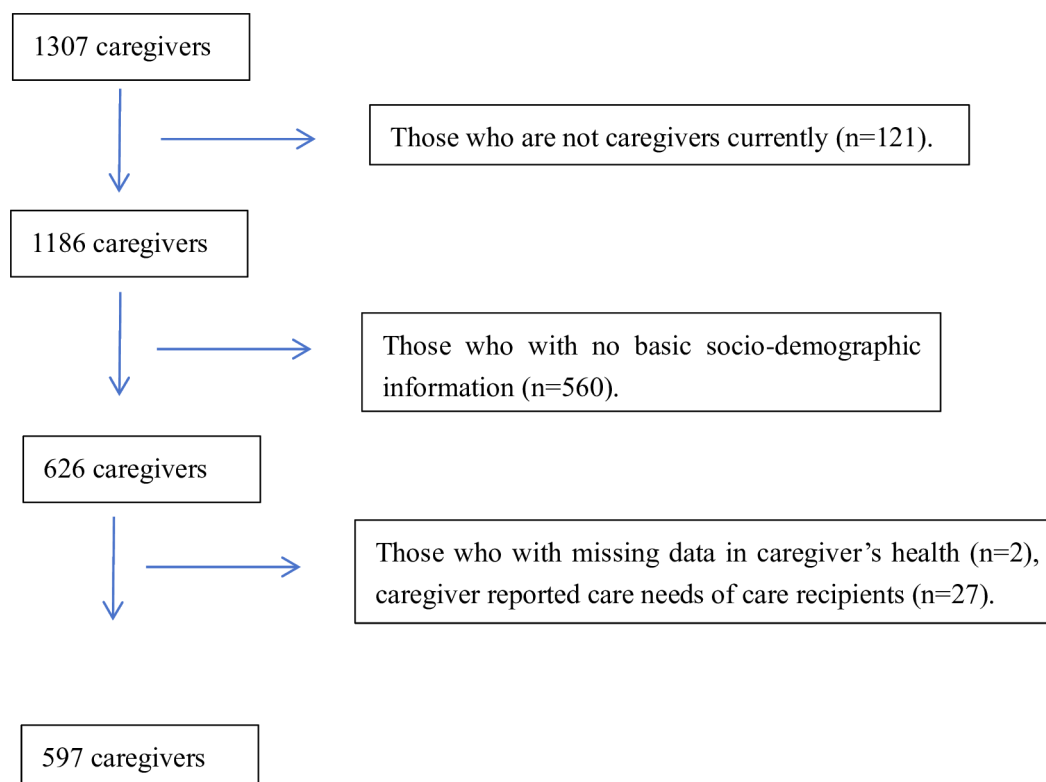 1307 caregivers
Those who are not caregivers currently (n=121).
1186 caregivers
Those who with no basic socio-demographic
information (n=560).
626 caregivers
Those who with missing data in caregiver’s health (n=2),
caregiver reported care needs of care recipients (n=27).
597 caregivers